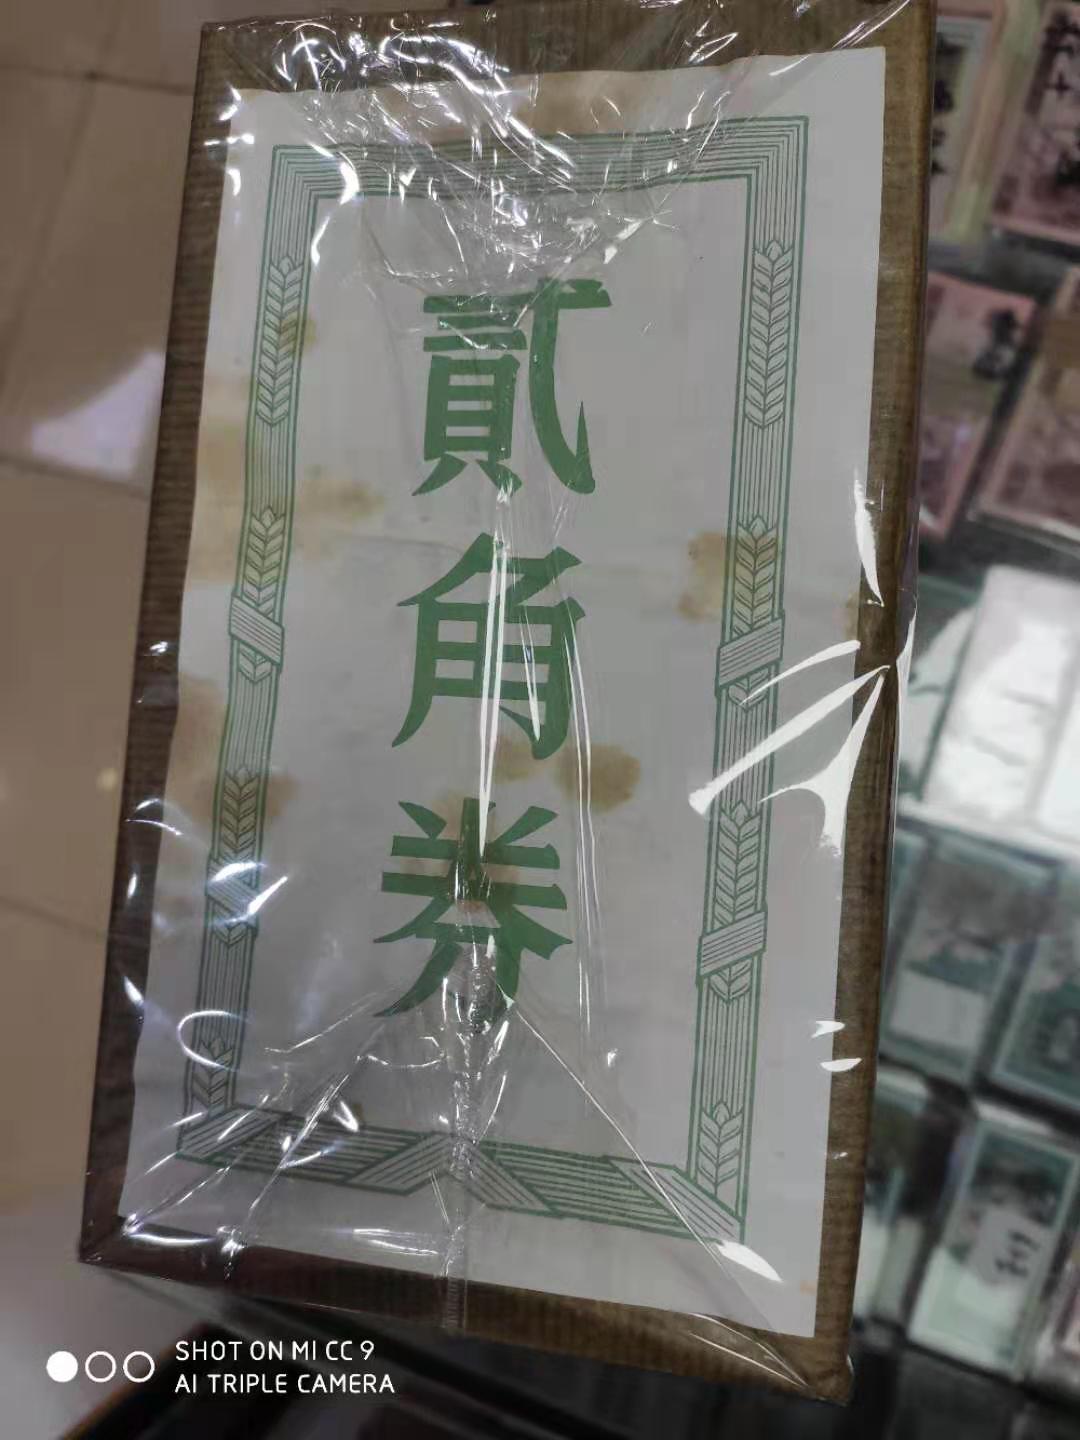 貳角券
SHOT ON MI CC 9
AI TRIPLE CAMERA